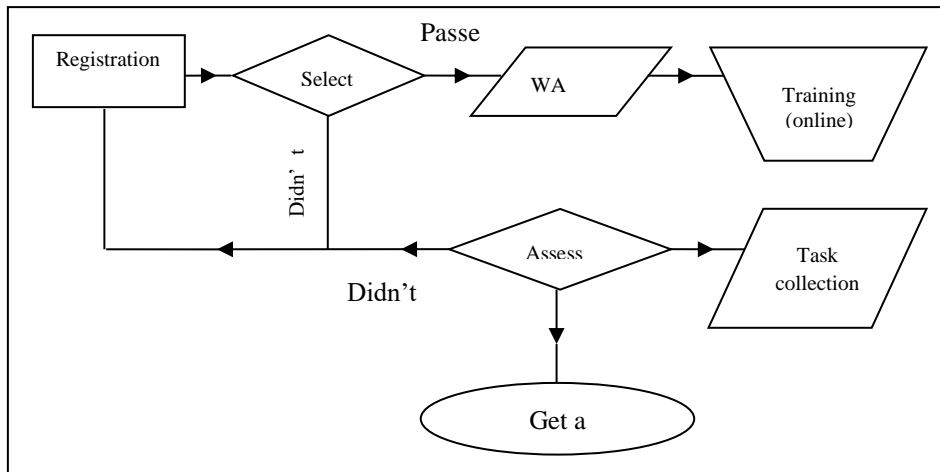 Passe
Registration
Select
WA
Training
(online)
Didn' t
Assess
Task
collection
Didn't
Get a